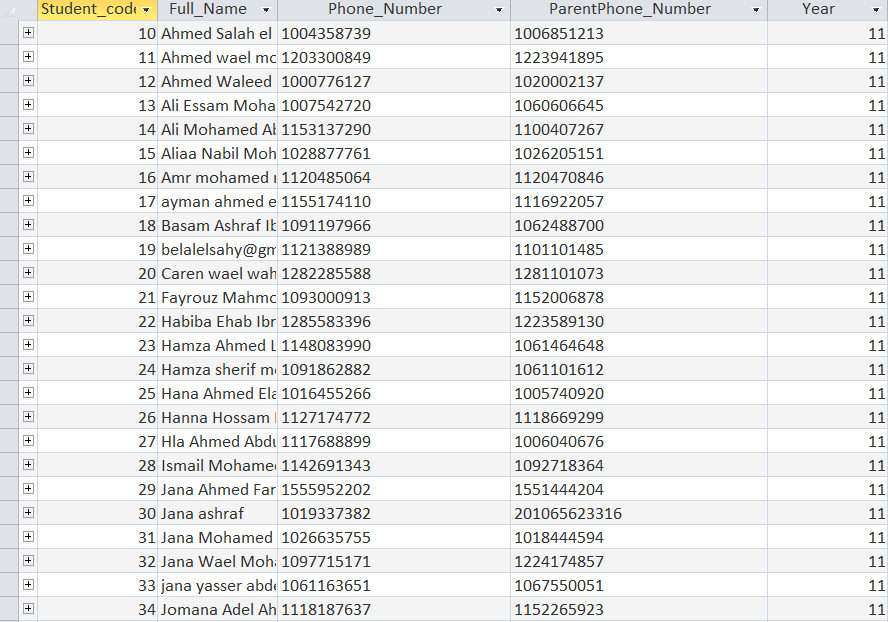 Student_code Full_Name Phone_Number ParentPhone_Number Year
10 Ahmed Salah el 1004358739 1006851213 11
11 Ahmed wael mo 1203300849 1223941895 11
12 Ahmed Waleed 1000776127 1020002137 11
13 Ali Essam Moha 1007542720 1060606645 11
14 Ali Mohamed Ab 1153137290 1100407267 11
15 Aliaa Nabil Moh 1028877761 1026205151 11
16 Amr mohamed 1120485064 1120470846 11
17 ayman ahmed e 1155174110 1116922057 11
18 Basam Ashraf Ib 1091197966 1062488700 11
19 belalelsahy@gm 1121388989 1101101485 11
20 Caren wael wah 1282285588 1281101073 11
21 Fayrouz Mahmo 1093000913 1152006878 11
22 Habiba Ehab Ibr 1285583396 1223589130 11
23 Hamza Ahmed L 1148083990 1061464648 11
24 Hamza sherif mo 1091862882 1061101612 11
25 Hana Ahmed Ela 1016455266 1005740920 11
26 Hanna Hossam 1127174772 1118669299 11
27 Hla Ahmed Abdu 1117688899 1006040676 11
28 Ismail Mohamed 1142691343 1092718364 11
29 Jana Ahmed Far 1555952202 1551444204 11
30 Jana ashraf 1019337382 201065623316 11
31 Jana Mohamed 1026635755 1018444594 11
32 Jana Wael Moha 1097715171 1224174857 11
33 jana yasser abde 1061163651 1067550051 11
34 Jomana Adel Ah 1118187637 1152265923 11